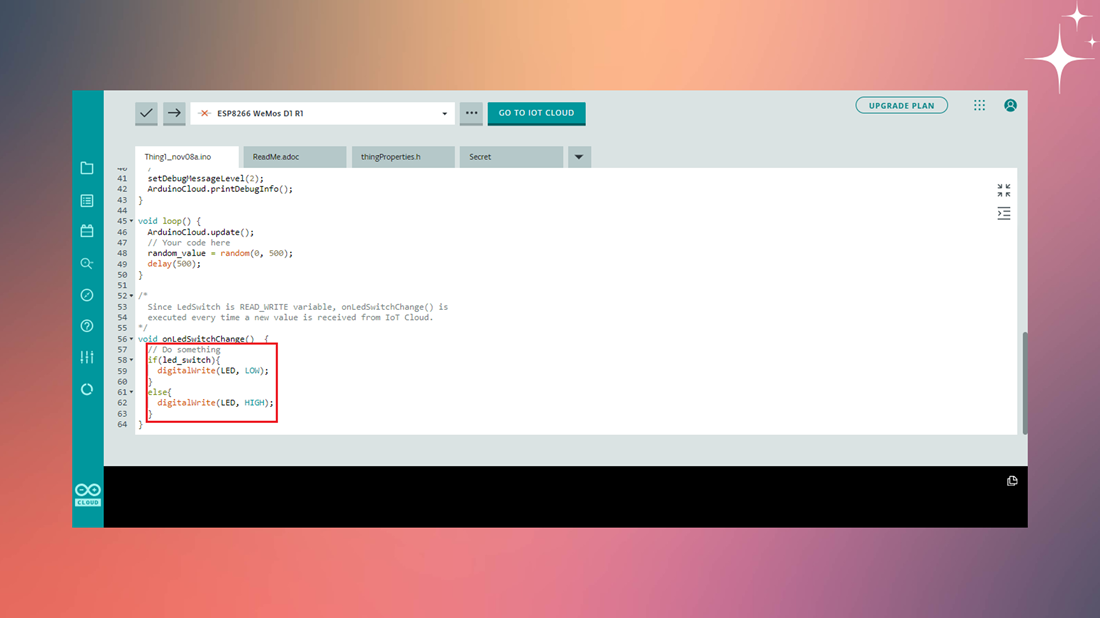 ESP8266 WeMos D1 R1
GO TO IOT CLOUD
UPGRADE PLAN
Thing1_nov08a.ino
ReadMe.adoc
thingProperties.h
Secret
40 /
41 setDebugMessageLevel(2);
42 ArduinoCloud.printDebugInfo();
43 }
44
45 void loop() {
46 ArduinoCloud.update();
47 // Your code here
48 random_value = random(0, 500);
49 delay(500);
50 }
51
52 /*
53 Since LedSwitch is READ_WRITE variable, onLedSwitchChange() is
54 executed every time a new value is received from IoT Cloud.
55 */
56 void onLedSwitchChange() {
57 // Do something
58 if(led_switch){
59 digitalWrite(LED, LOW);
60 }
61 else{
62 digitalWrite(LED, HIGH);
63 }
64 }
CLOUD